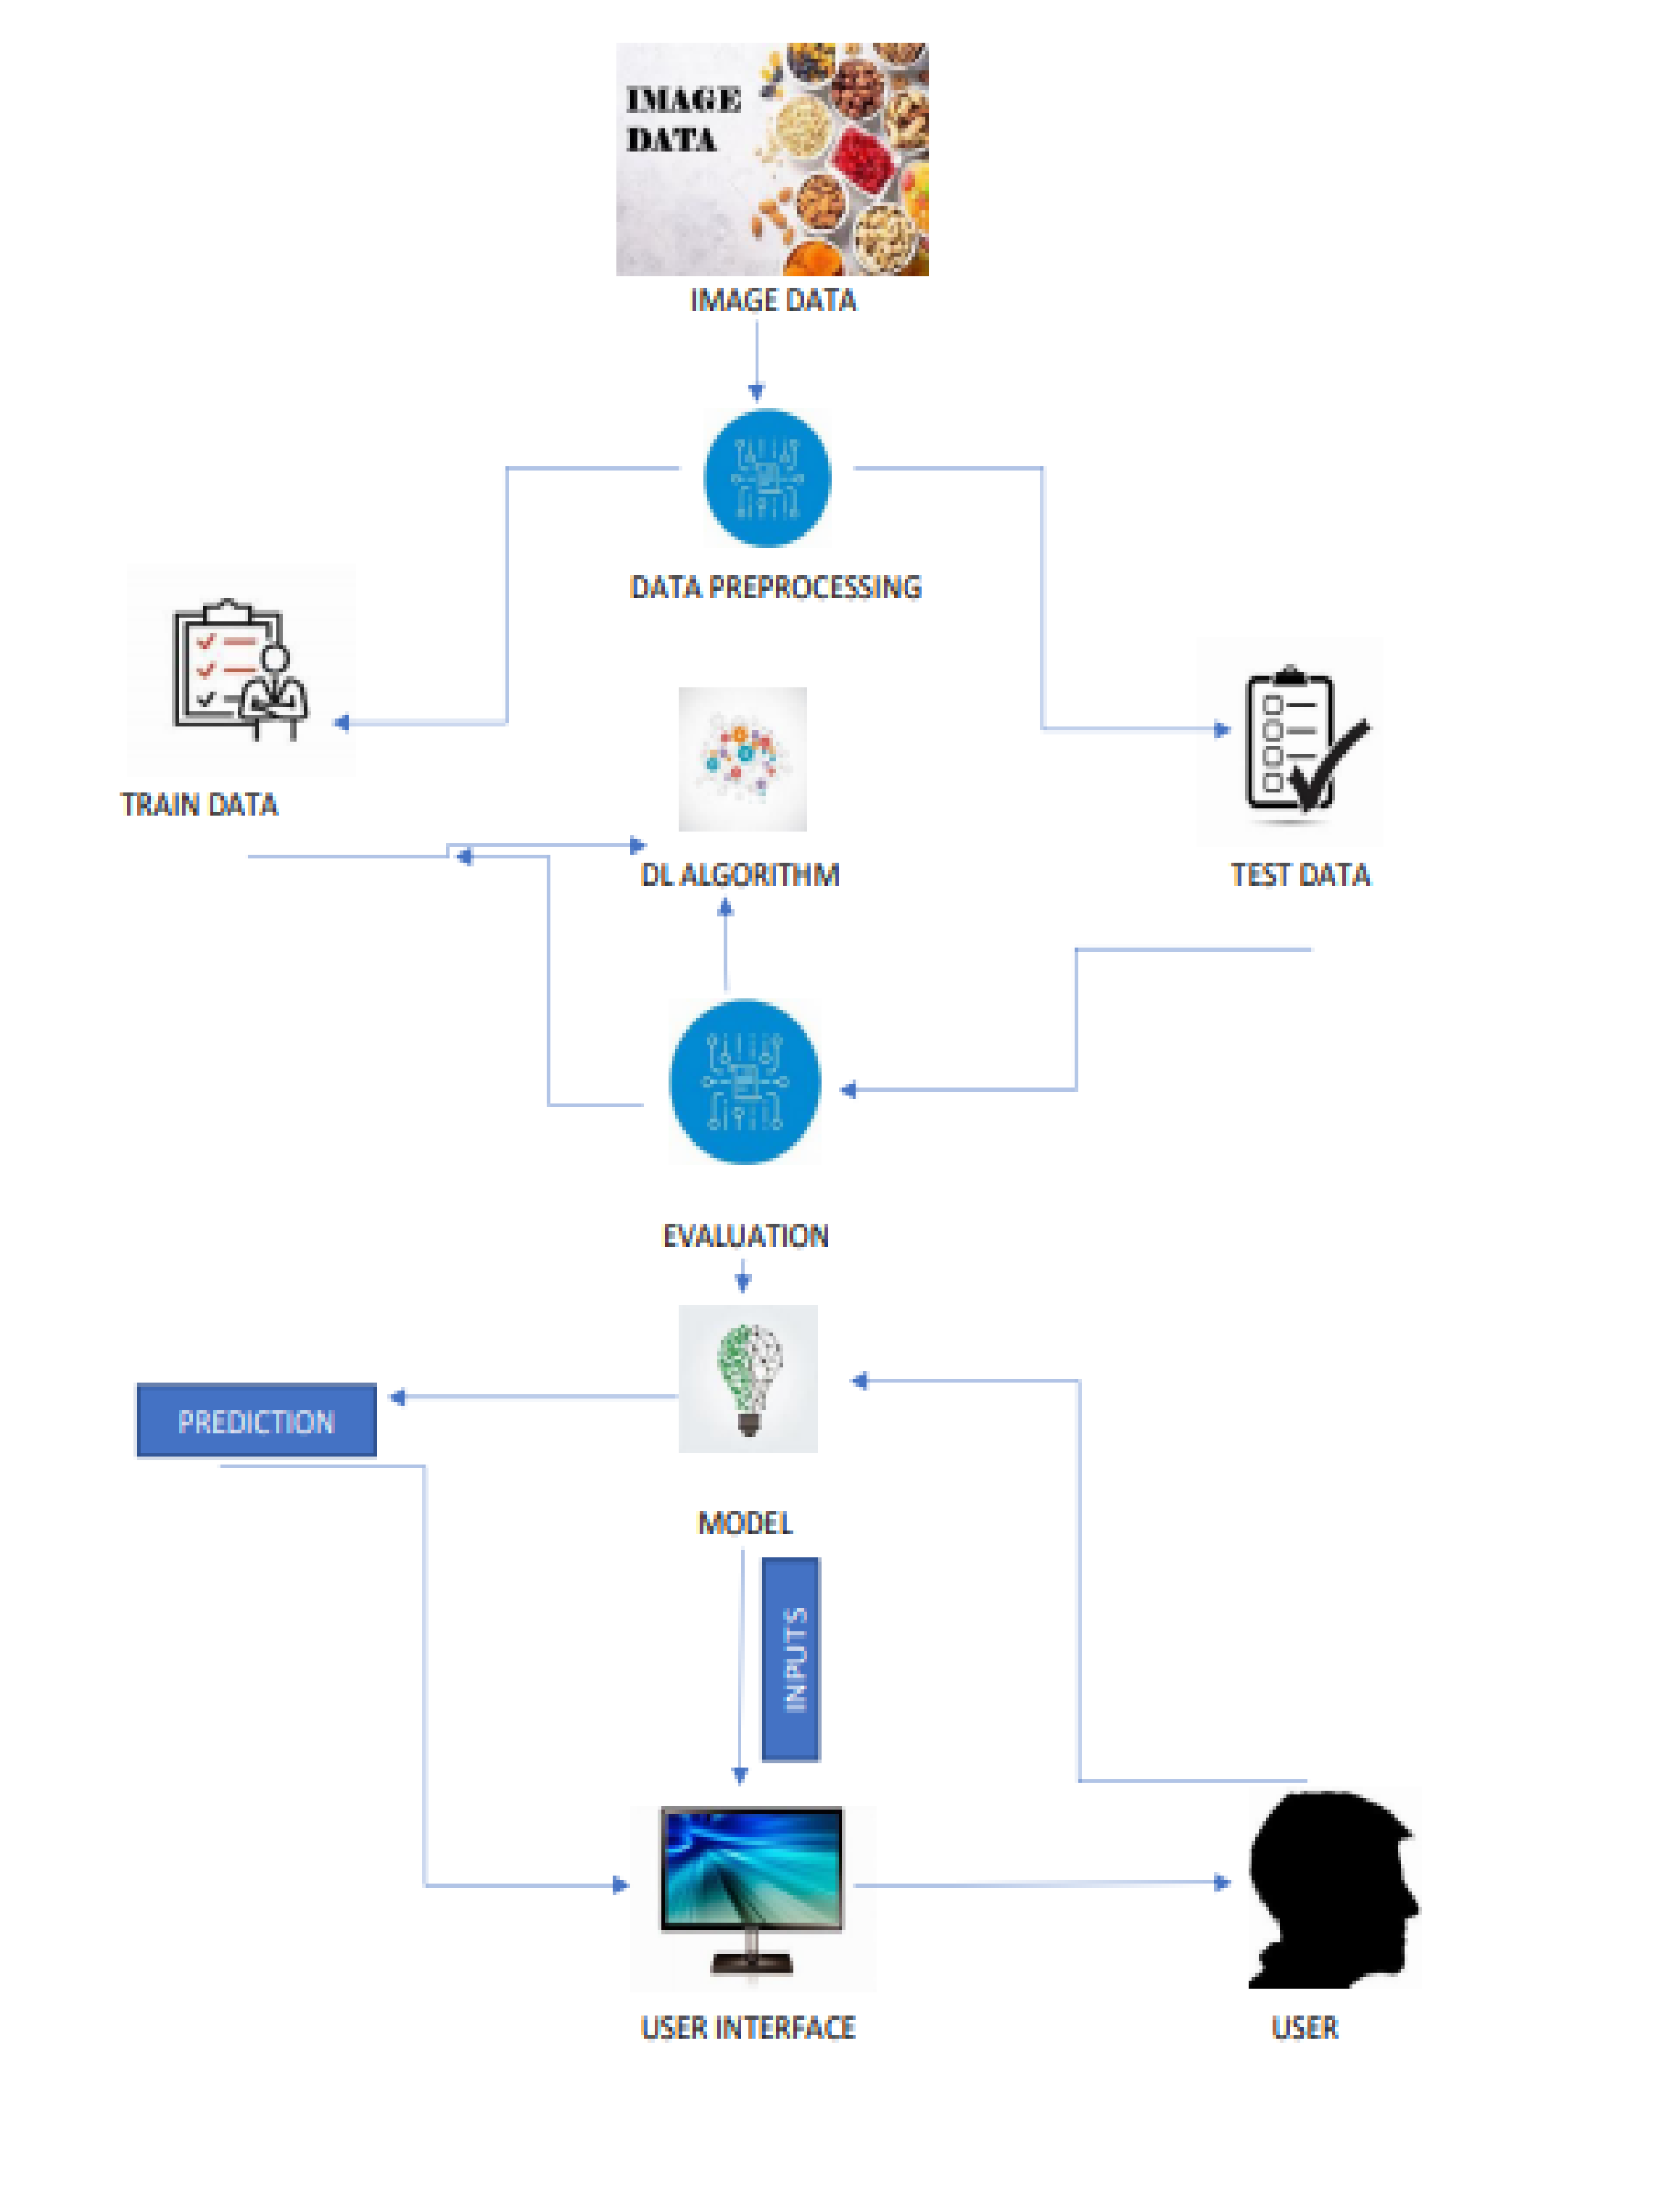 IMAGE
DATA
IMAGE DATA
DATA PREPROCESSING
TRAIN DATA
DL ALGORITHM
TEST DATA
EVALUATION
PREDICTION
MODEL
INPUTS
USER INTERFACE
USER